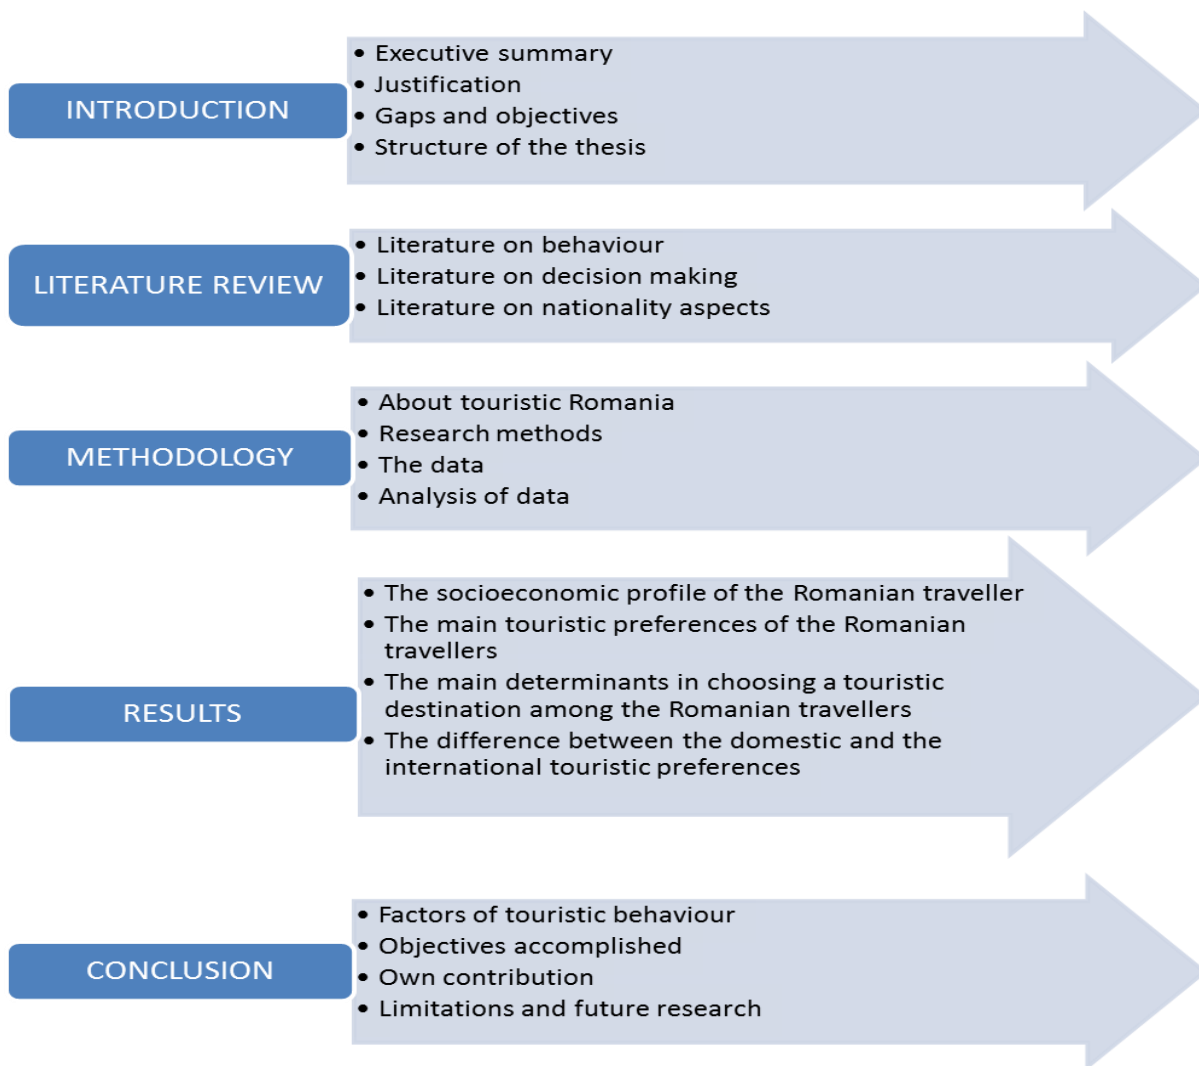 INTRODUCTION
• Executive summary
• Justification
• Gaps and objectives
• Structure of the thesis
LITERATURE REVIEW
• Literature on behaviour
• Literature on decision making
• Literature on nationality aspects
METHODOLOGY
• About touristic Romania
• Research methods
• The data
• Analysis of data
RESULTS
• The socioeconomic profile of the Romanian traveller
• The main touristic preferences of the Romanian
travellers
• The main determinants in choosing a touristic
destination among the Romanian travellers
• The difference between the domestic and the
international touristic preferences
CONCLUSION
• Factors of touristic behaviour
• Objectives accomplished
• Own contribution
• Limitations and future research